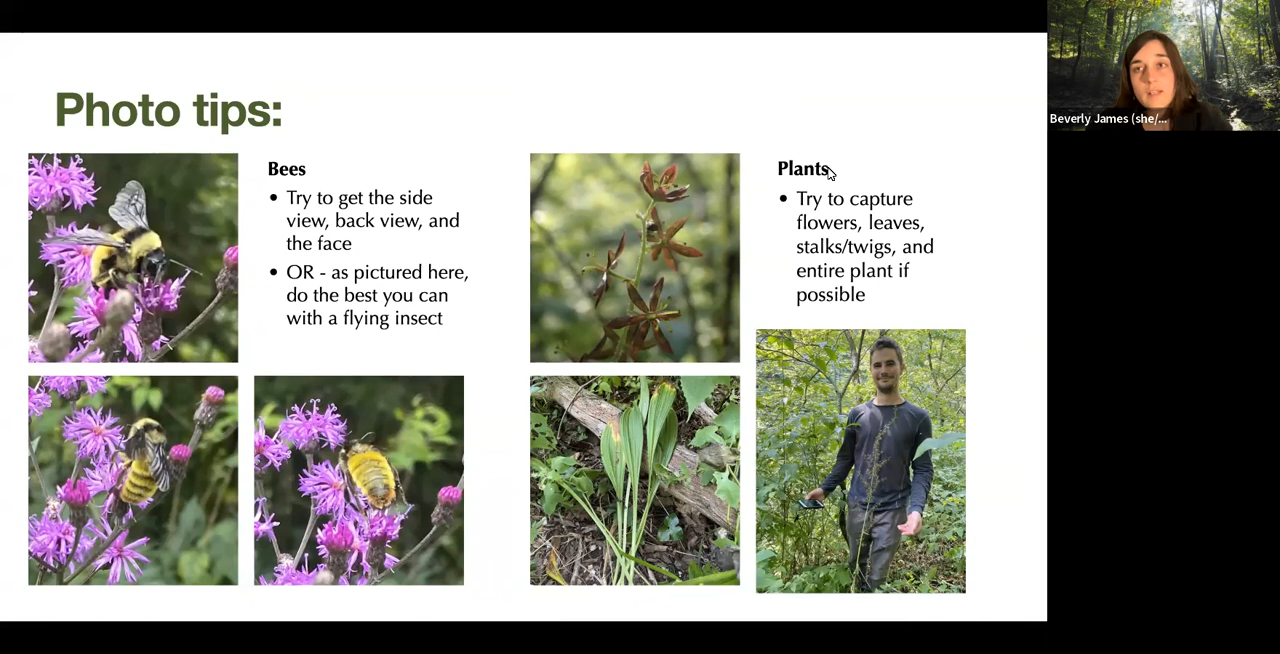 Photo tips:
Bees
• Try to get the side
view, back view, and
the face
• OR - as pictured here,
do the best you can
with a flying insect
Plants
• Try to capture
flowers, leaves,
stalks/twigs, and
entire plant if
possible
Beverly James (she/...